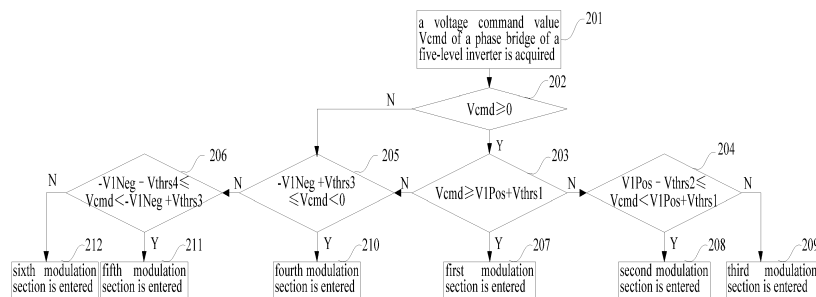 a voltage command value
Vcmd of a phase bridge of a
five-level inverter is acquired
201
202
N
Vcmd≥0
Y
206
205
203
204
N
-V1Neg - Vthrs4≤
Vcmd<-V1Neg+Vthrs3
N
-V1Neg+Vthrs3
≤Vcmd<0
N
Vcmd≥V1Pos+Vthrs1
N
V1Pos - Vthrs2≤
Vcmd<V1Pos+Vthrs1
N
Y
Y
Y
Y
212
211
210
207
208
209
sixth modulation
section is entered
fifth modulation
section is entered
fourth modulation
section is entered
first modulation
section is entered
second modulation
section is entered
third modulation
section is entered